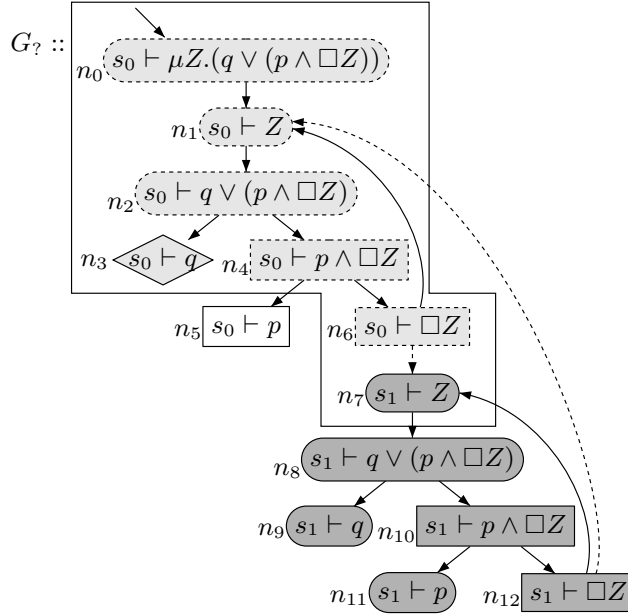 G? ::
n0 s0 ⊢ μZ.(q ∨ (p ∧ □Z))
n1 s0 ⊢ Z
n2 s0 ⊢ q ∨ (p ∧ □Z)
n3 s0 ⊢ q
n4 s0 ⊢ p ∧ □Z
n5 s0 ⊢ p
n6 s0 ⊢ □Z
n7 s1 ⊢ Z
n8 s1 ⊢ q ∨ (p ∧ □Z)
n9 s1 ⊢ q
n10 s1 ⊢ p ∧ □Z
n11 s1 ⊢ p
n12 s1 ⊢ □Z